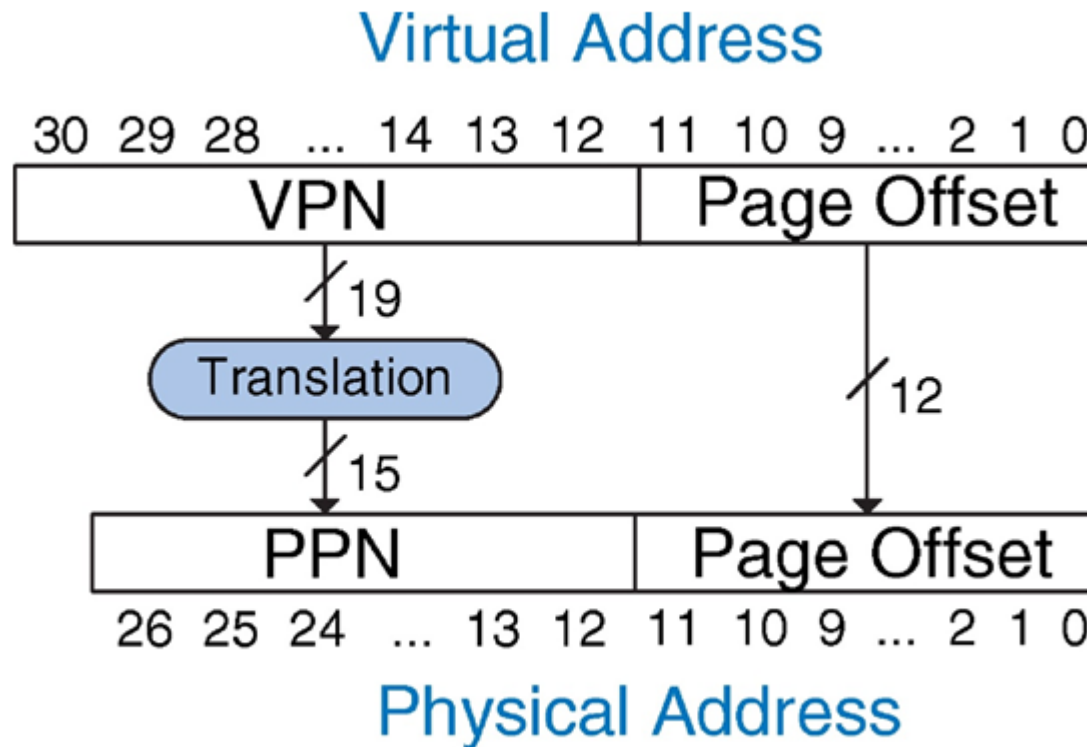 Virtual Address
30 29 28 ... 14 13 12 11 10 9 ... 2 1 0
VPN Page Offset
19
Translation
12
15
PPN Page Offset
26 25 24 ... 13 12 11 10 9 ... 2 1 0
Physical Address